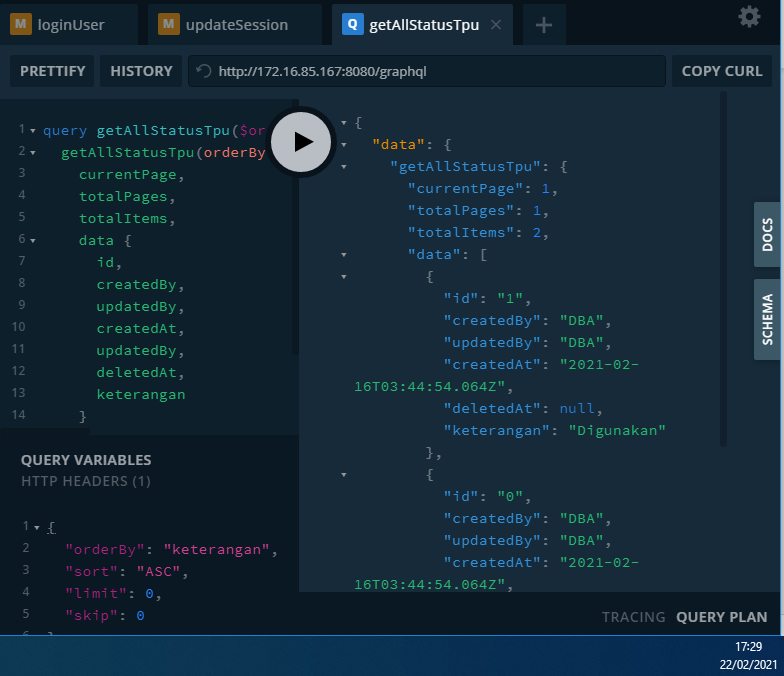 M loginUser
M updateSession
Q getAllStatusTpu
PRETTIFY
HISTORY
http://172.16.85.167:8080/graphql
COPY CURL
1 query getAllStatusTpu($or
2 getAllStatusTpu(orderBy
3 currentPage,
4 totalPages,
5 totalItems,
6 data {
7 id,
8 createdBy,
9 updatedBy,
10 createdAt,
11 updatedBy,
12 deletedAt,
13 keterangan
14 }
QUERY VARIABLES
HTTP HEADERS (1)
1 {
2 "orderBy": "keterangan",
3 "sort": "ASC",
4 "limit": 0,
5 "skip": 0
{
"data": {
"getAllStatusTpu": {
"currentPage": 1,
"totalPages": 1,
"totalItems": 2,
"data": [
{
"id": "1",
"createdBy": "DBA",
"updatedBy": "DBA",
"createdAt": "2021-02-
16T03:44:54.064Z",
"deletedAt": null,
"keterangan": "Digunakan"
},
{
"id": "0",
"createdBy": "DBA",
"updatedBy": "DBA",
"createdAt": "2021-02-
16T03:44:54.064Z",
DOCS
SCHEMA
TRACING
QUERY PLAN
17:29
22/02/2021